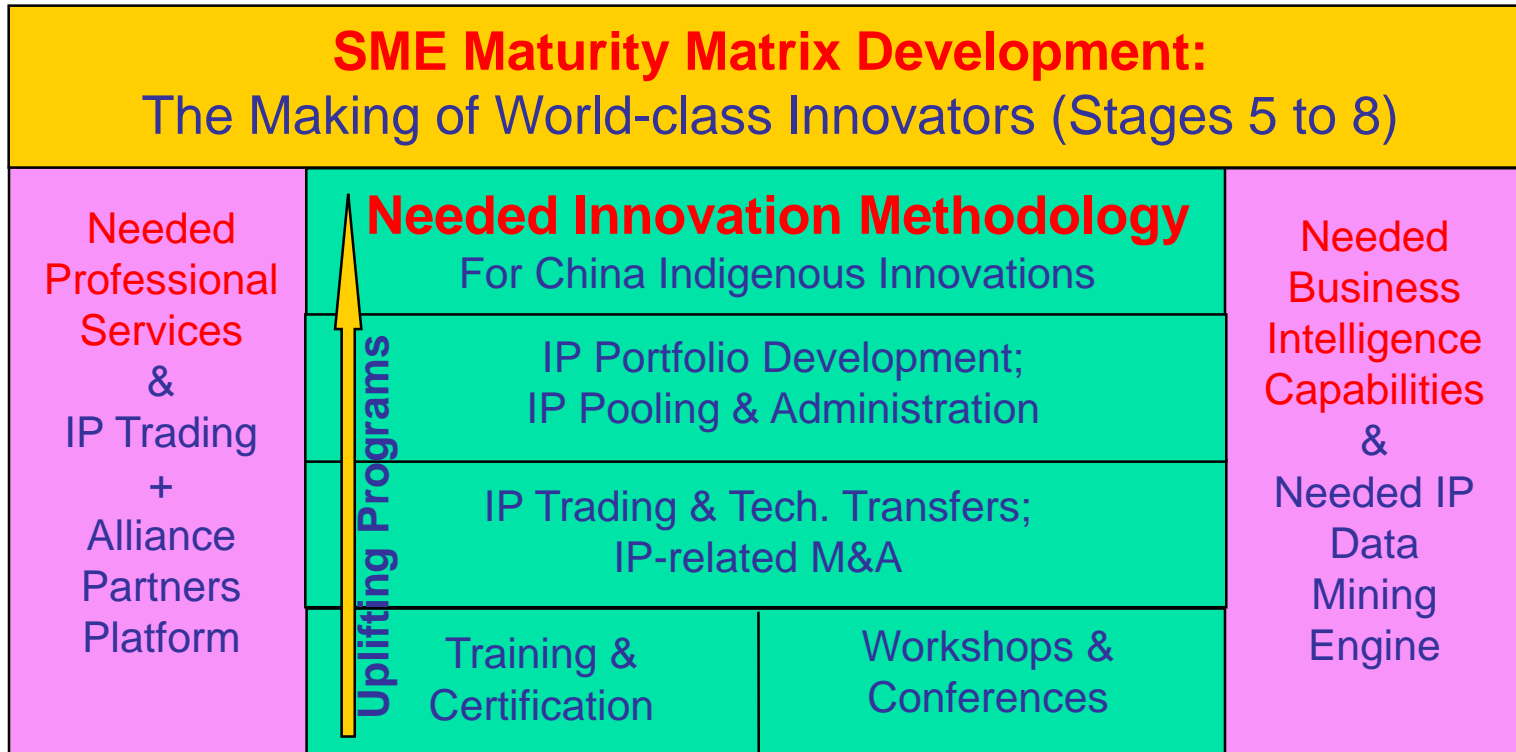 SME Maturity Matrix Development:
The Making of World-class Innovators (Stages 5 to 8)
Needed
Professional
Services
&
IP Trading
+
Alliance
Partners
Platform
Uplifting Programs
Needed Innovation Methodology
For China Indigenous Innovations
IP Portfolio Development;
IP Pooling & Administration
IP Trading & Tech. Transfers;
IP-related M&A
Training &
Certification
Workshops &
Conferences
Needed
Business
Intelligence
Capabilities
&
Needed IP
Data
Mining
Engine